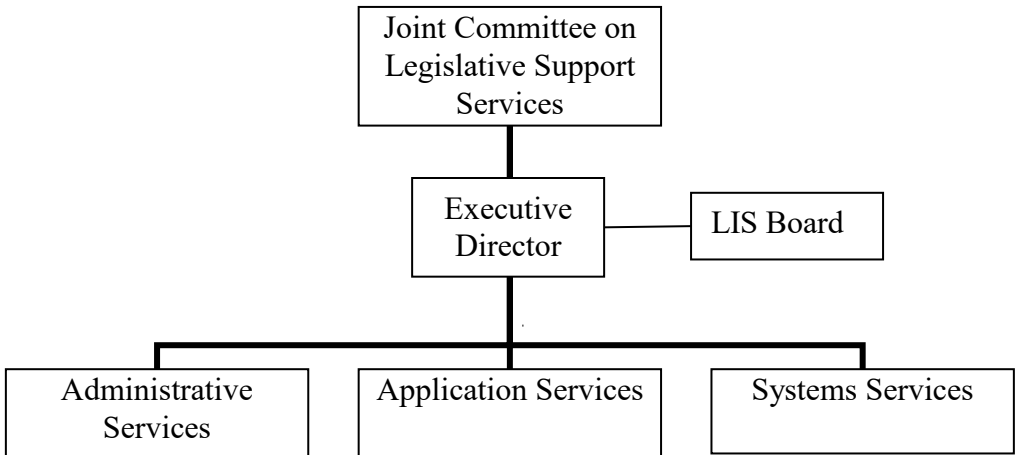 Joint Committee on
Legislative Support
Services
Executive
Director
LIS Board
Administrative
Services
Application Services
Systems Services